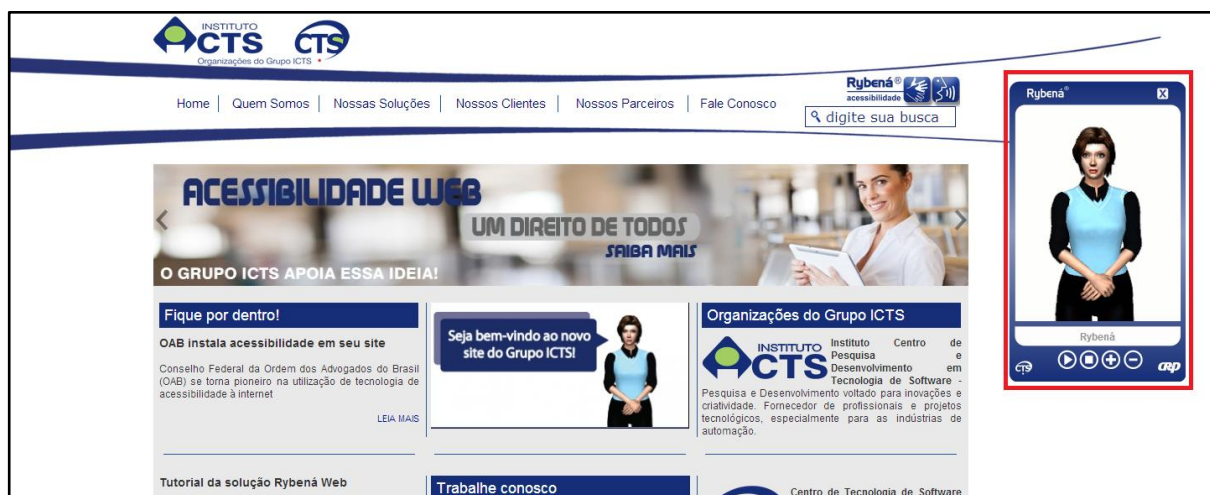 INSTITUTO
CTS
Organizações do Grupo ICTS
CTS
Home | Quem Somos | Nossas Soluções | Nossos Clientes | Nossos Parceiros | Fale Conosco
Rybená®
acessibilidade
digite sua busca
Rybená®
X
ACESSIBILIDADE WEB
UM DIREITO DE TODOS
SAIBA MAIS
O GRUPO ICTS APOIA ESSA IDEIA!
Rybená
CTS
CRP
Fique por dentro!
OAB instala acessibilidade em seu site
Conselho Federal da Ordem dos Advogados do Brasil
(OAB) se torna pioneiro na utilização de tecnologia de
acessibilidade à internet
LEIA MAIS
Seja bem-vindo ao novo
site do Grupo ICTS!
Organizações do Grupo ICTS
INSTITUTO
CTS
Instituto Centro de
Pesquisa e
Desenvolvimento em
Tecnologia de Software -
Pesquisa e Desenvolvimento voltado para inovações e
criatividade. Fornecedor de profissionais e projetos
tecnológicos, especialmente para as indústrias de
automação.
Tutorial da solução Rybená Web
Trabalhe conosco
Centro de Tecnologia de Software